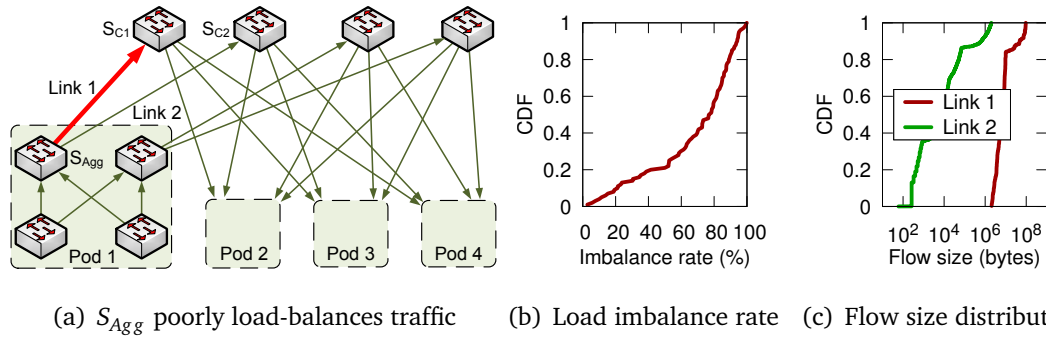 S_C1
S_C2
Link 1
Link 2
S_Agg
Pod 1
Pod 2
Pod 3
Pod 4
(a) S_Agg poorly load-balances traffic
CDF
1
0.8
0.6
0.4
0.2
0
0 20 40 60 80 100
Imbalance rate (%)
(b) Load imbalance rate
CDF
1
0.8
0.6
0.4
0.2
0
Link 1
Link 2
10^2 10^4 10^6 10^8
Flow size (bytes)
(c) Flow size distribut